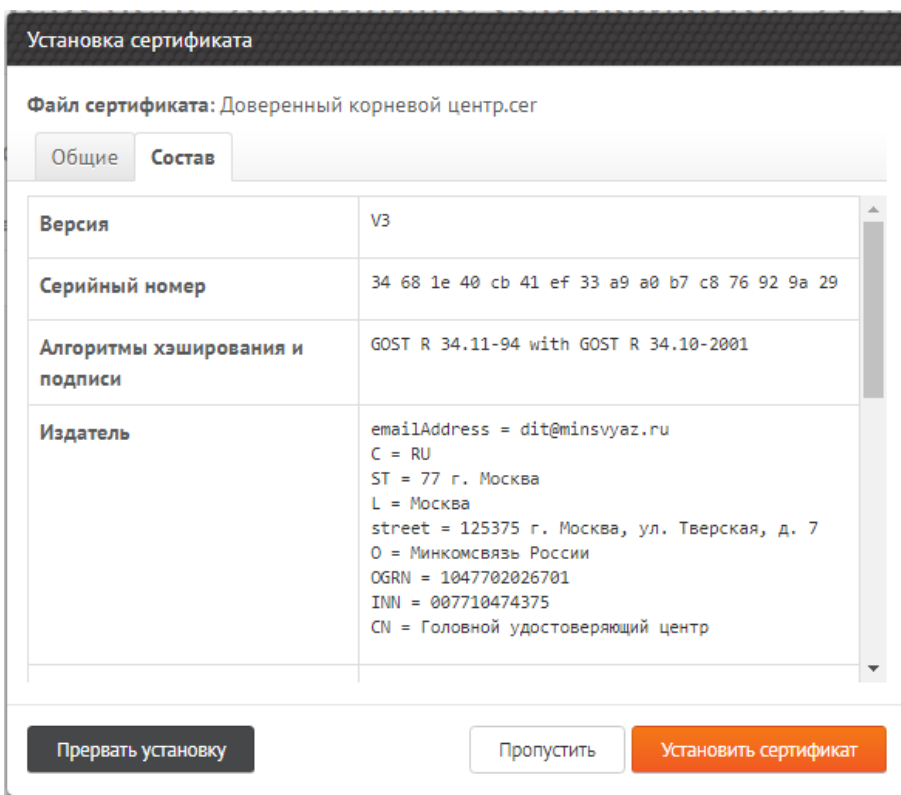 Установка сертификата
Файл сертификата: Доверенный корневой центр.cer
Общие Состав
Версия V3
Серийный номер 34 68 1e 40 cb 41 ef 33 a9 a0 b7 c8 76 92 9a 29
Алгоритмы хэширования и GOST R 34.11-94 with GOST R 34.10-2001
подписи
Издатель emailAddress = dit@minsvyaz.ru
C = RU
ST = 77 г. Москва
L = Москва
street = 125375 г. Москва, ул. Тверская, д. 7
O = Минкомсвязь России
OGRN = 1047702026701
INN = 007710474375
CN = Головной удостоверяющий центр
Прервать установку Пропустить Установить сертификат